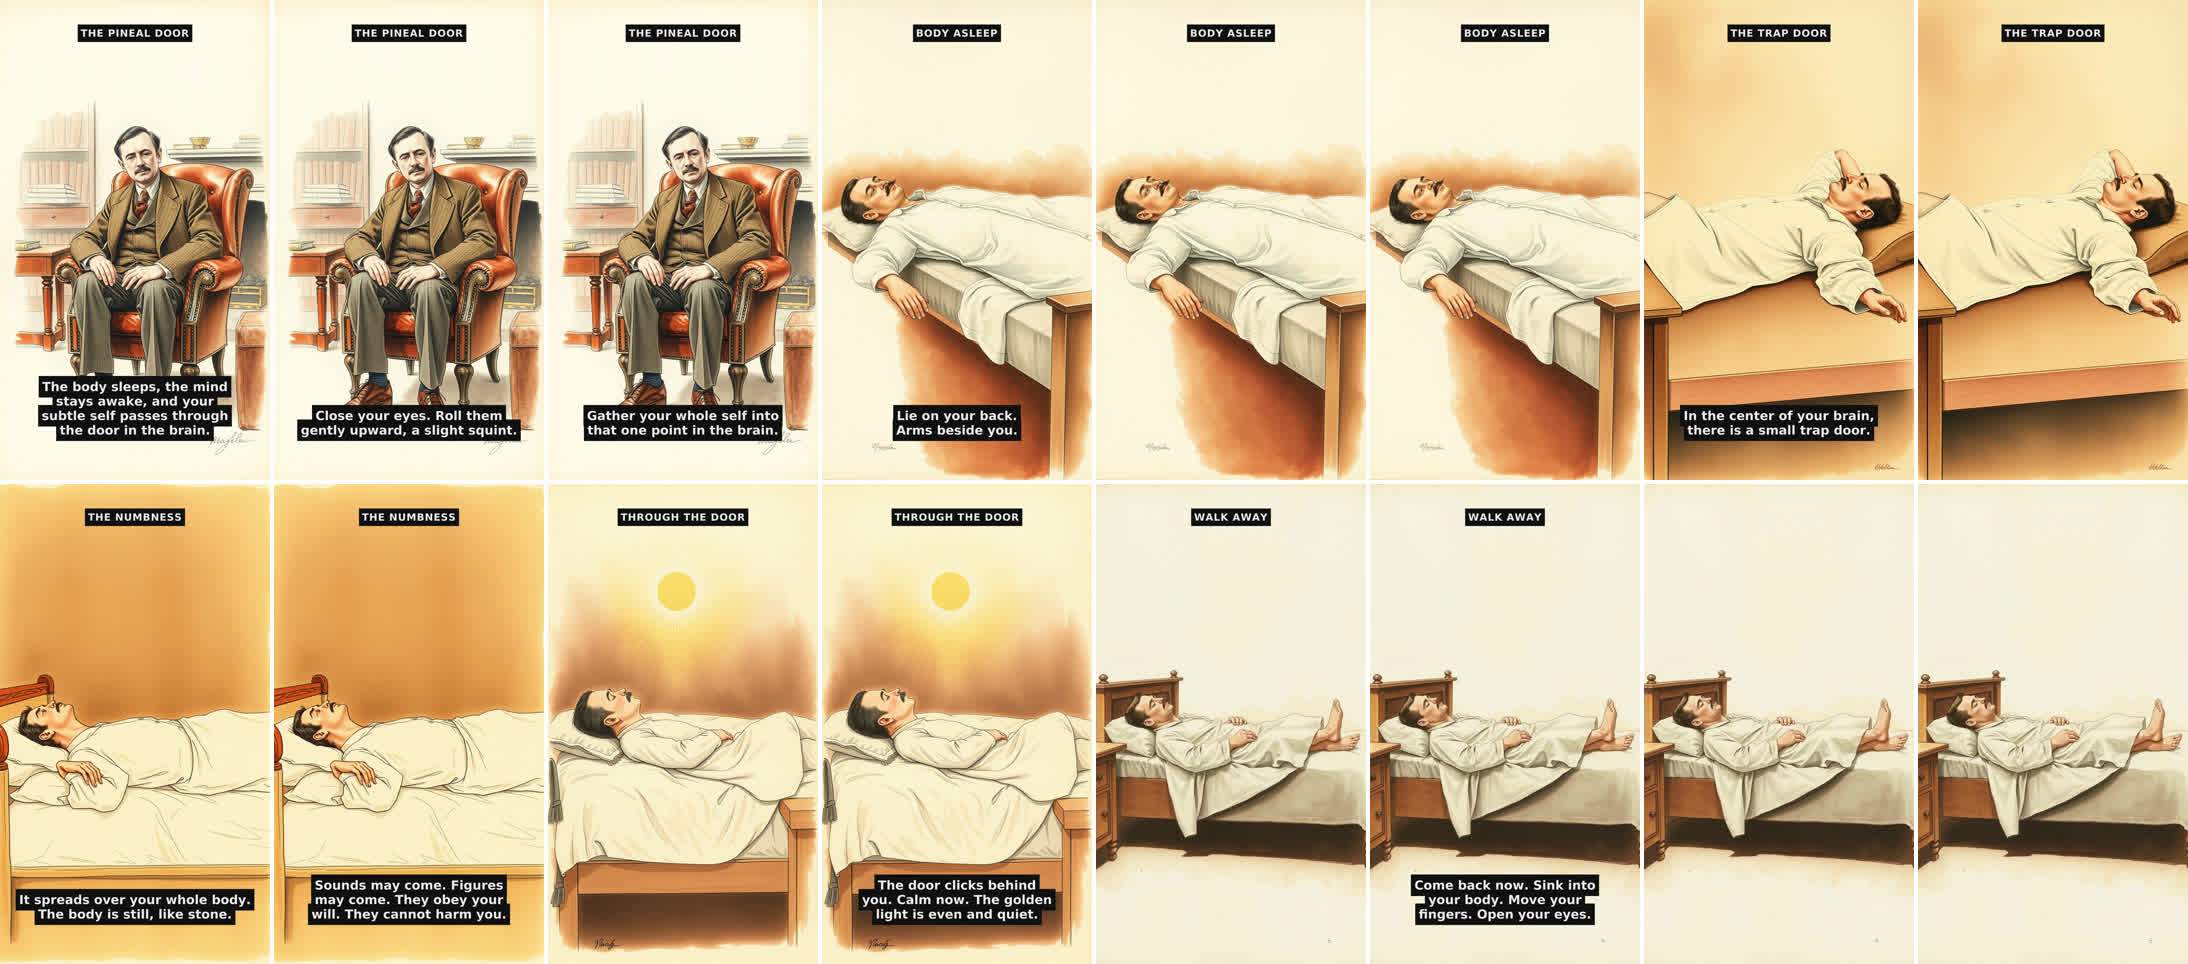 THE PINEAL DOOR
The body sleeps, the mind
stays awake, and your
subtle self passes through
the door in the brain.
THE PINEAL DOOR
Close your eyes. Roll them
gently upward, a slight squint.
THE PINEAL DOOR
Gather your whole self into
that one point in the brain.
BODY ASLEEP
Lie on your back.
Arms beside you.
BODY ASLEEP
BODY ASLEEP
THE TRAP DOOR
In the center of your brain,
there is a small trap door.
THE TRAP DOOR
THE NUMBNESS
It spreads over your whole body.
The body is still, like stone.
THE NUMBNESS
Sounds may come. Figures
may come. They obey your
will. They cannot harm you.
THROUGH THE DOOR
THROUGH THE DOOR
The door clicks behind
you. Calm now. The golden
light is even and quiet.
WALK AWAY
WALK AWAY
Come back now. Sink into
your body. Move your
fingers. Open your eyes.